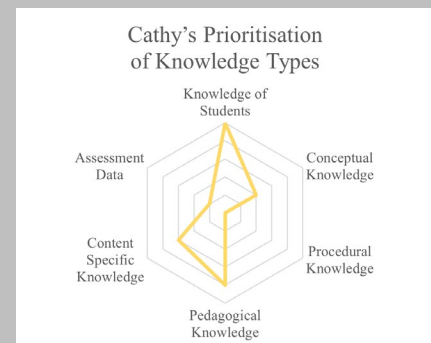 Cathy's Prioritisation
of Knowledge Types
Knowledge of
Students
Assessment
Data
Conceptual
Knowledge
Content
Specific
Knowledge
Procedural
Knowledge
Pedagogical
Knowledge